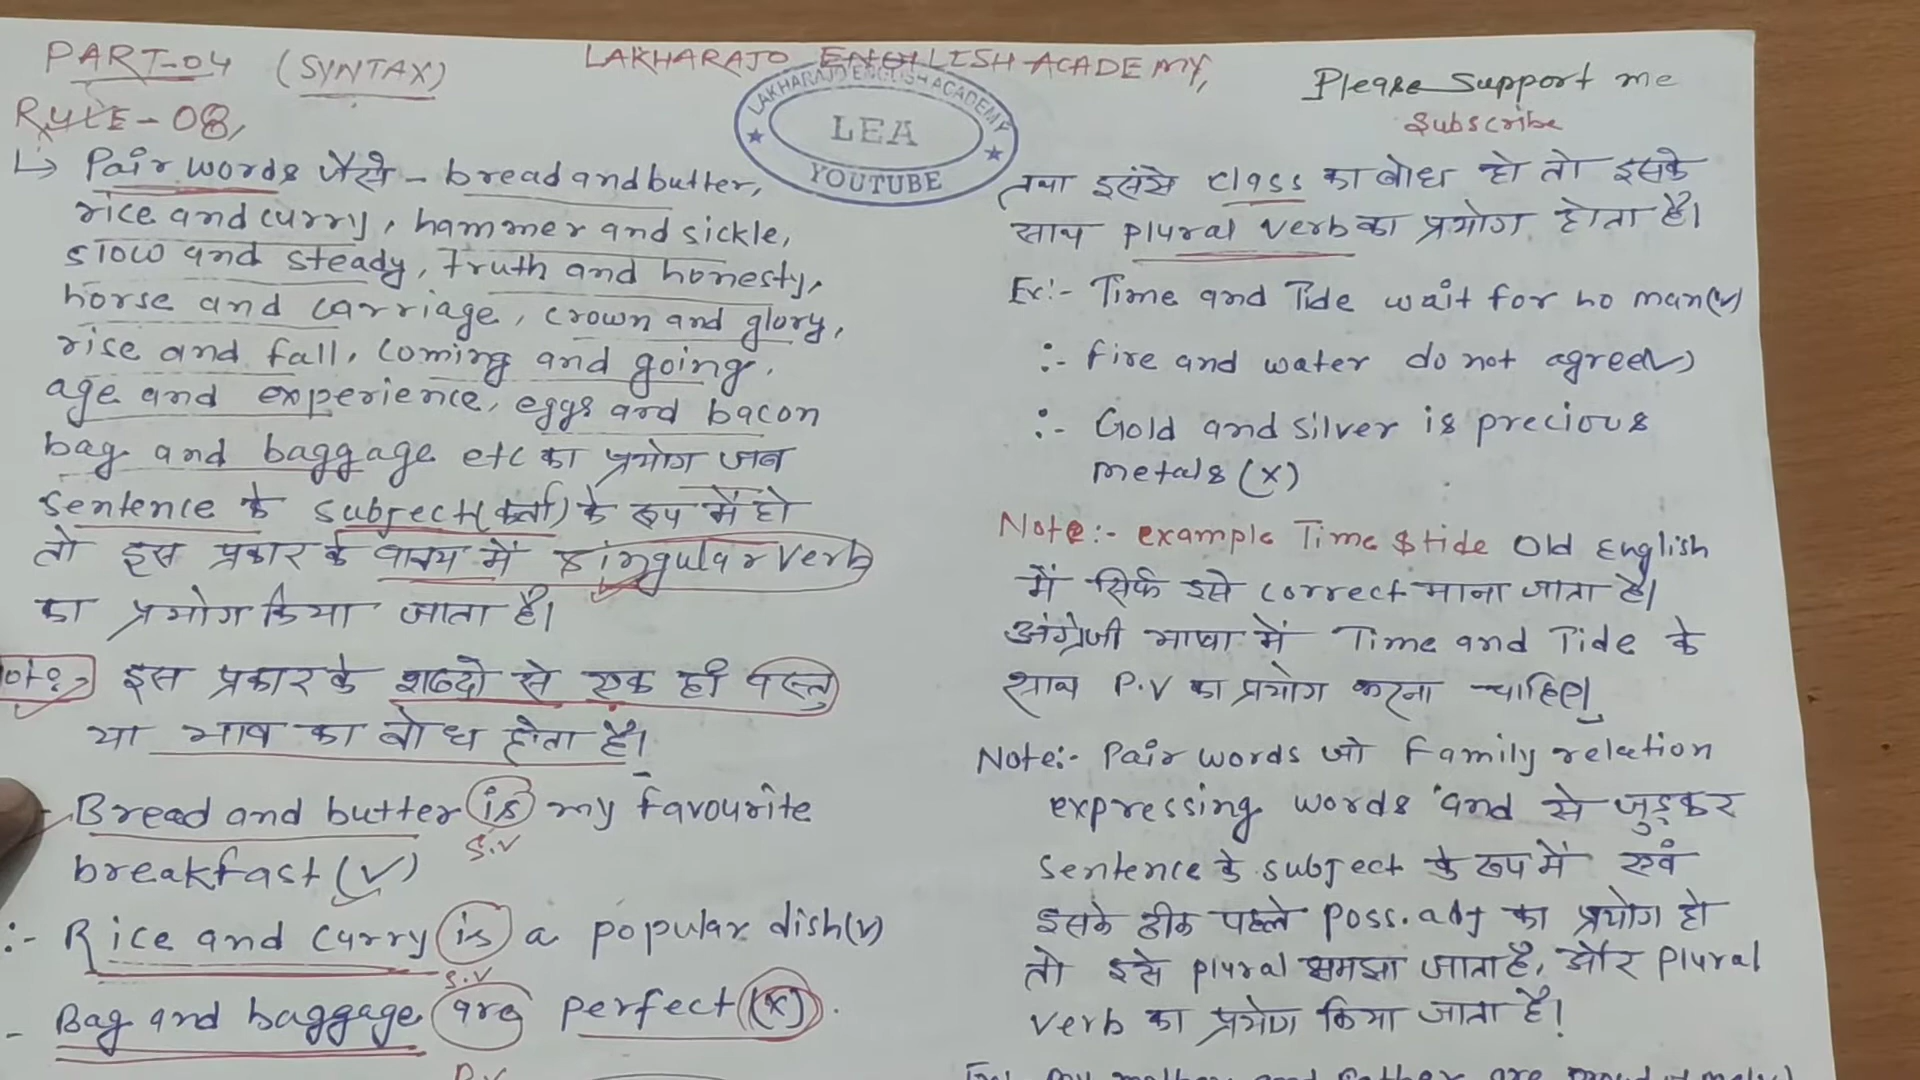 PART-04 (SYNTAX)
LAKHARAJO ENGLISH ACADEMY,
Please Support me
Subscribe
LAKHARAJO ENGLISH ACADEMY
LEA
YOUTUBE
RULE-08,
↳ Pair words जैसे - bread and butter,
rice and curry, hammer and sickle,
slow and steady, truth and honesty,
horse and carriage, crown and glory,
rise and fall, coming and going,
age and experience, eggs and bacon
bag and baggage etc का प्रयोग जब
sentence के subject (कर्ता) के रूप में हो
तो इस प्रकार के वाक्य में singular verb
का प्रयोग किया जाता है।
ote:- इस प्रकार के शब्दो से एक ही वस्तु
या भाव का बोध होता है।
- Bread and butter is my favourite
S.V
breakfast (✓)
:- Rice and curry is a popular dish(✓)
S.V
- Bag and baggage are perfect (x).
P.V
तथा इससे class का बोध हो तो इसके
साथ plural verb का प्रयोग होता है।
Ex:- Time and Tide wait for no man(✓)
:- fire and water do not agree(✓)
:- Gold and silver is precious
metals (x)
Note:- example Time & tide Old English
में सिर्फ इसे correct माना जाता है।
अंग्रेजी भाषा में Time and Tide के
साथ P.V का प्रयोग करना चाहिए।
Note:- Pair words जो Family relation
expressing words 'and से जुड़कर
sentence के subject के रूप में एवं
इसके ठीक पहले Poss.adj का प्रयोग हो
तो इसे plural समझा जाता है, और plural
verb का प्रयोग किया जाता है।